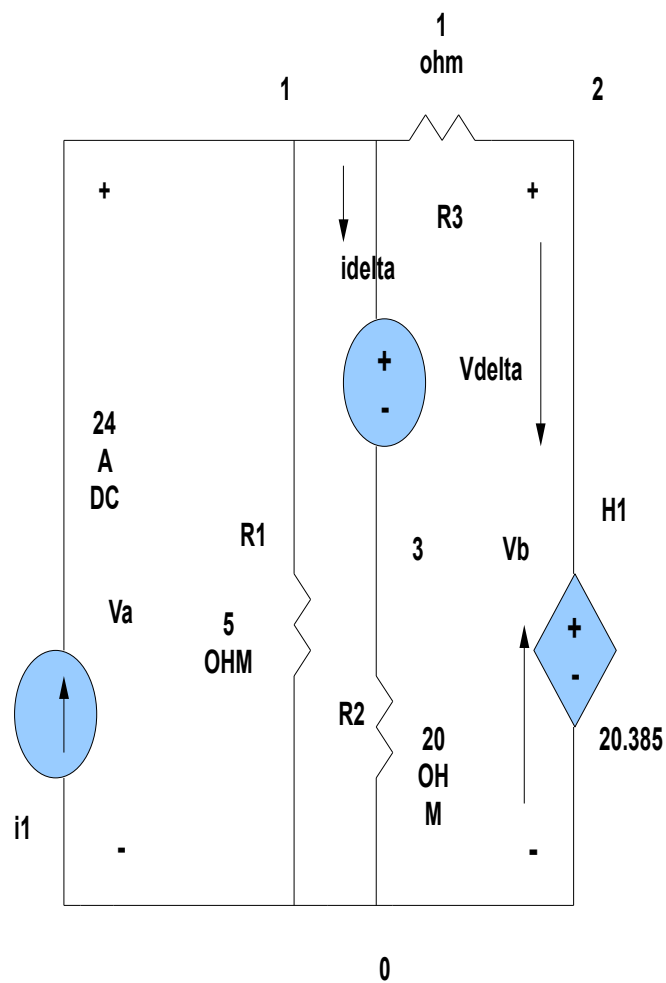 1
ohm
1
2
+
+
R3
idelta
+
-
Vdelta
24
A
DC
H1
R1
3
Vb
Va
5
OHM
+
-
R2
20
OH
M
20.385
i1
-
-
0